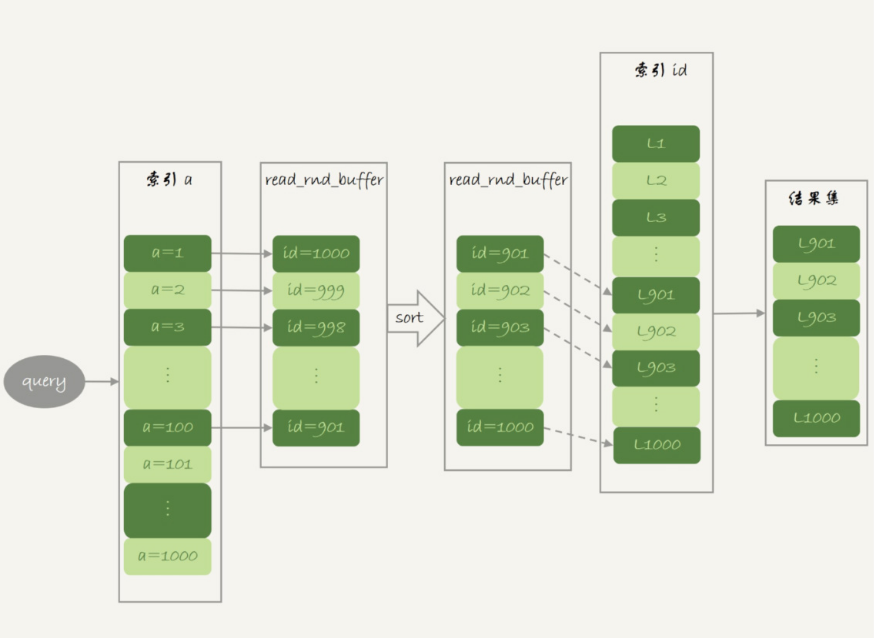 query
索引 a
a=1
a=2
a=3
⋮
a=100
a=101
⋮
a=1000
read_rnd_buffer
id=1000
id=999
id=998
⋮
id=901
sort
read_rnd_buffer
id=901
id=902
id=903
⋮
id=1000
索引 id
L1
L2
L3
⋮
L901
L902
L903
⋮
L1000
结果集
L901
L902
L903
⋮
L1000